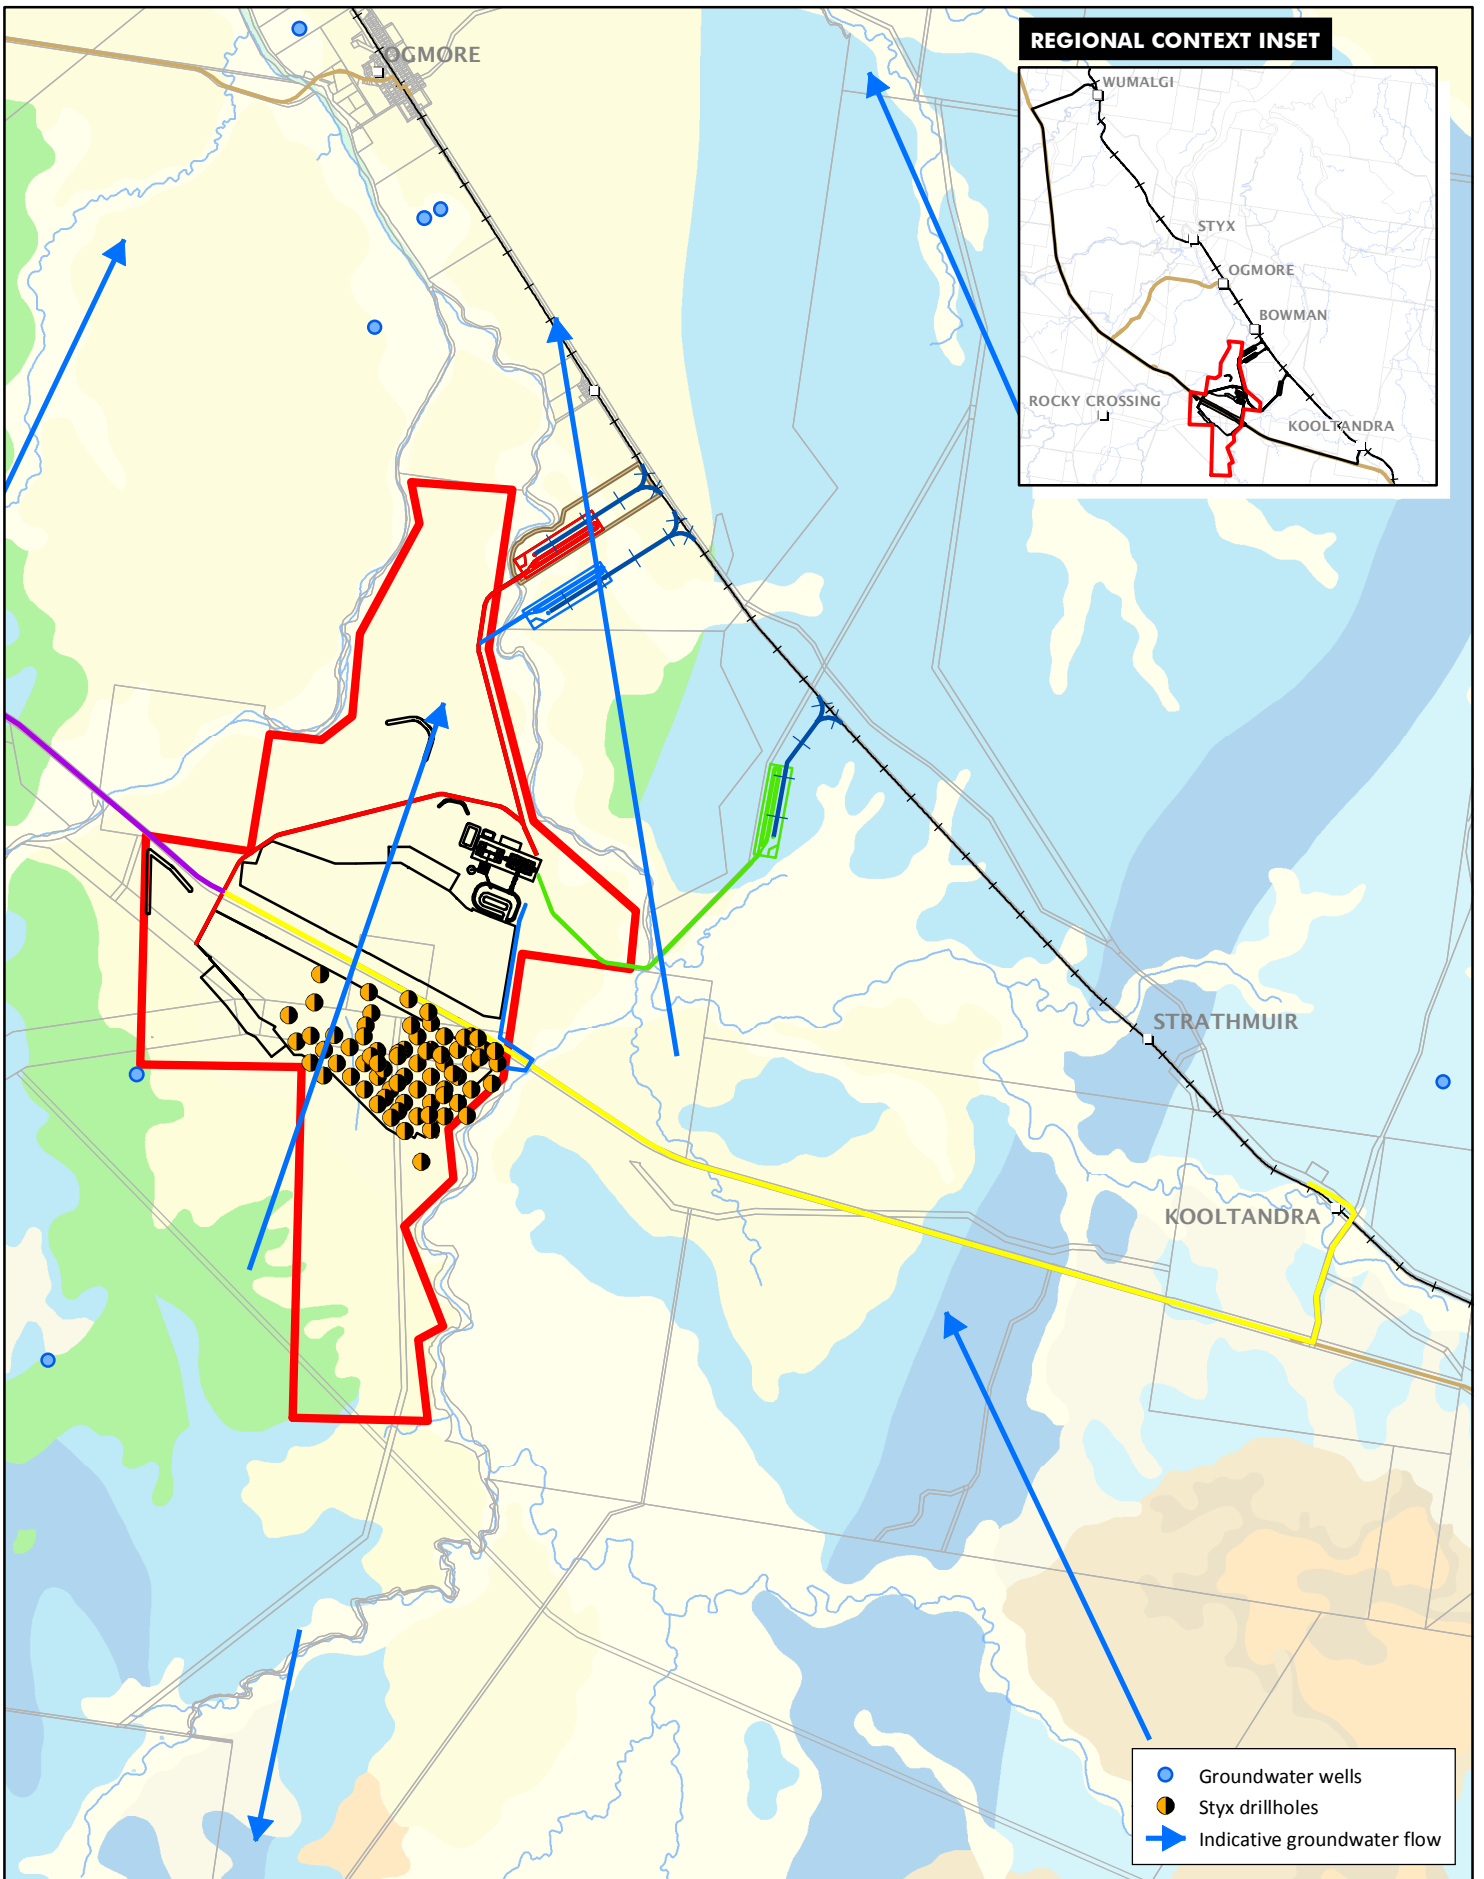 OGMORE
REGIONAL CONTEXT INSET
WUMALGI
STYX
OGMORE
BOWMAN
ROCKY CROSSING
KOOLTANDRA
STRATHMUIR
KOOLTANDRA
Groundwater wells
Styx drillholes
Indicative groundwater flow